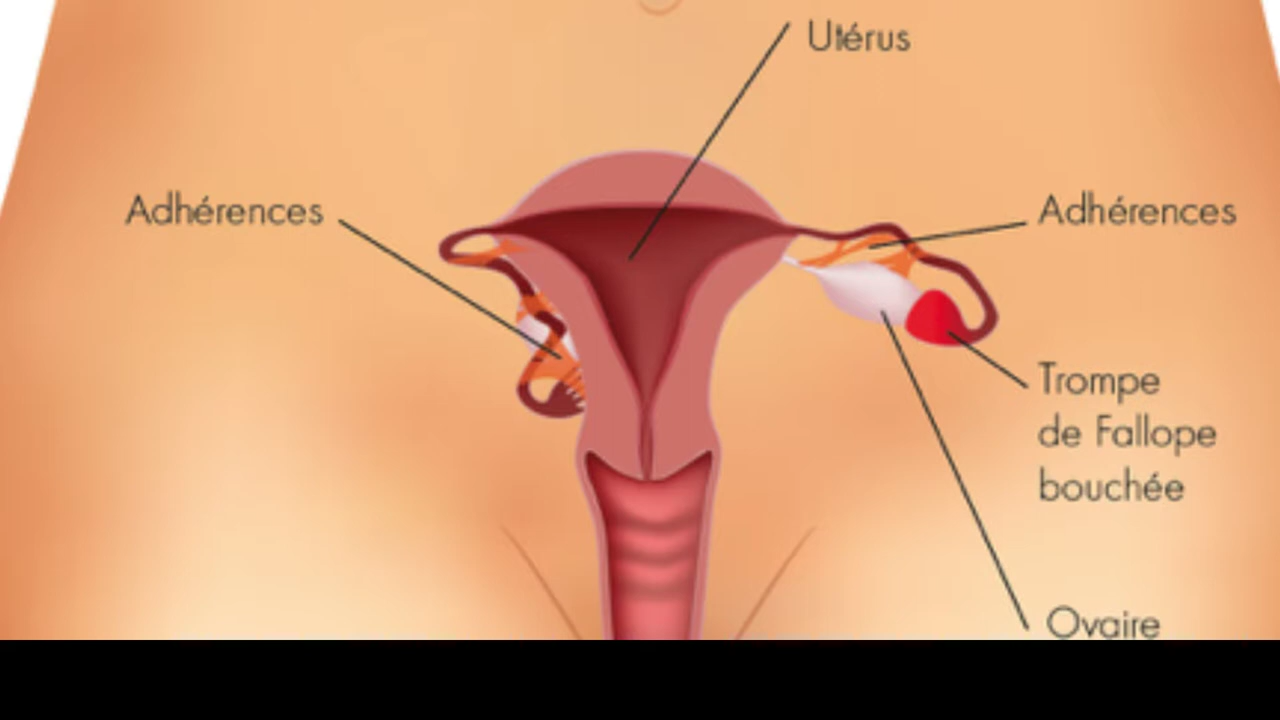 Utérus
Adhérences
Adhérences
Trompe
de Fallope
bouchée
Ovaire